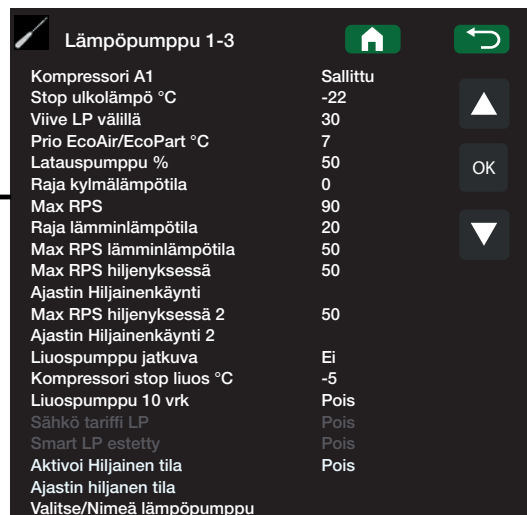 Lämpöpumppu 1-3
Kompressori A1 Sallittu
Stop ulkolämpö °C -22
Viive LP välillä 30
Prio EcoAir/EcoPart °C 7
Latauspumppu % 50
OK
Raja kylmälämpötila 0
Max RPS 90
Raja lämminlämpötila 20
Max RPS lämminlämpötila 50
Max RPS hiljenyksessä 50
Ajastin Hiljainenkäynti
Max RPS hiljenyksessä 2 50
Ajastin Hiljainenkäynti 2
Liuospumppu jatkuva Ei
Kompressori stop liuos °C -5
Liuospumppu 10 vrk Pois
Sähkö tariffi LP Pois
Smart LP estetty Pois
Aktivoi Hiljainen tila Pois
Ajastin hiljanen tila
Valitse/Nimeä lämpöpumppu